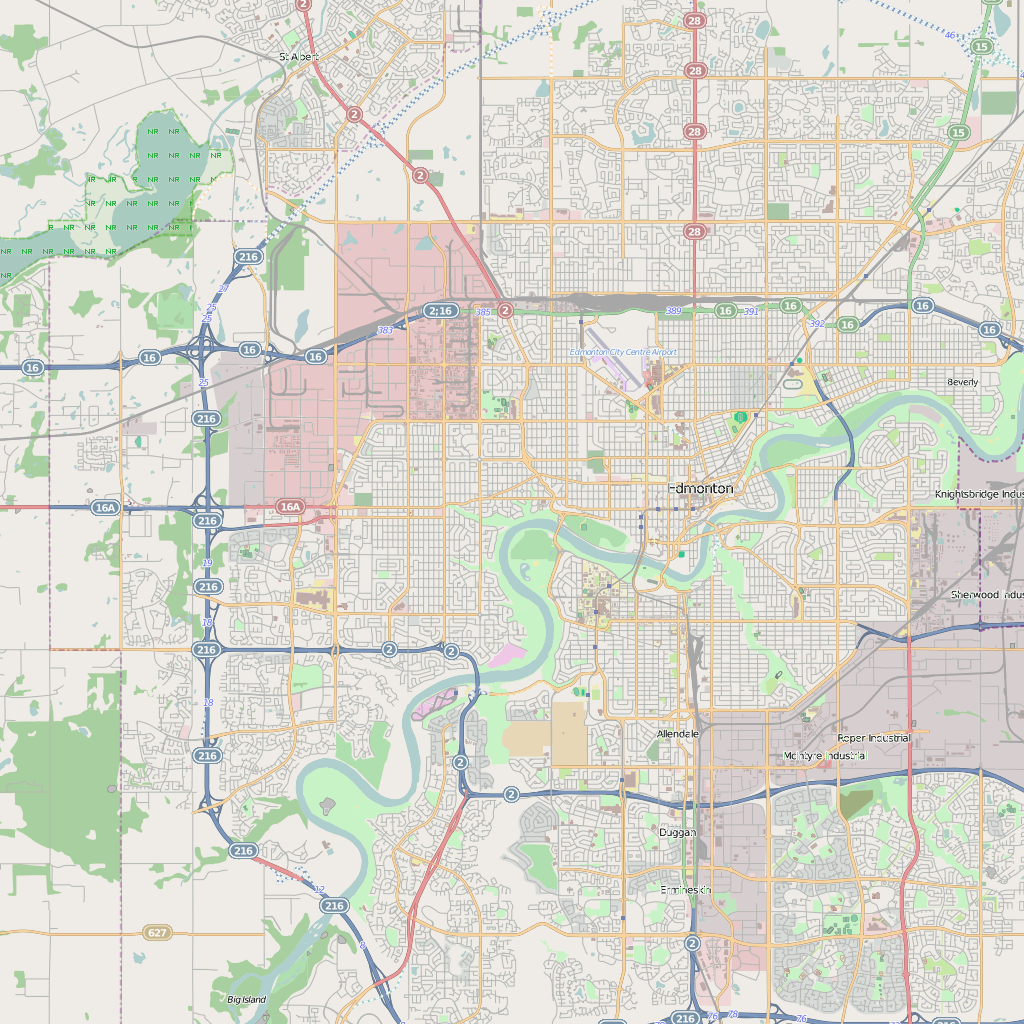 2
28
46
15
St Albert
28
2
NR NR
28
15
NR NR NR NR
2
NR NR NR NR NR
NR NR NR NR NR
NR NR NR NR NR NR NR
28
NR NR NR NR NR NR
216
NR
27
25
25
2;16
385
2
389
16
391
16
16
392
16
16
383
16
16
16
16
Edmonton City Centre Airport
25
Beverly
216
Edmonton
Knightsbridge Indus
16A
16A
216
19
216
Sherwood Indus
18
216
2
2
18
Allendale
Roper Industrial
216
McIntyre Industrial
2
2
Duggan
216
12
Ermineskin
216
627
8
2
Big Island
216
76
78
76